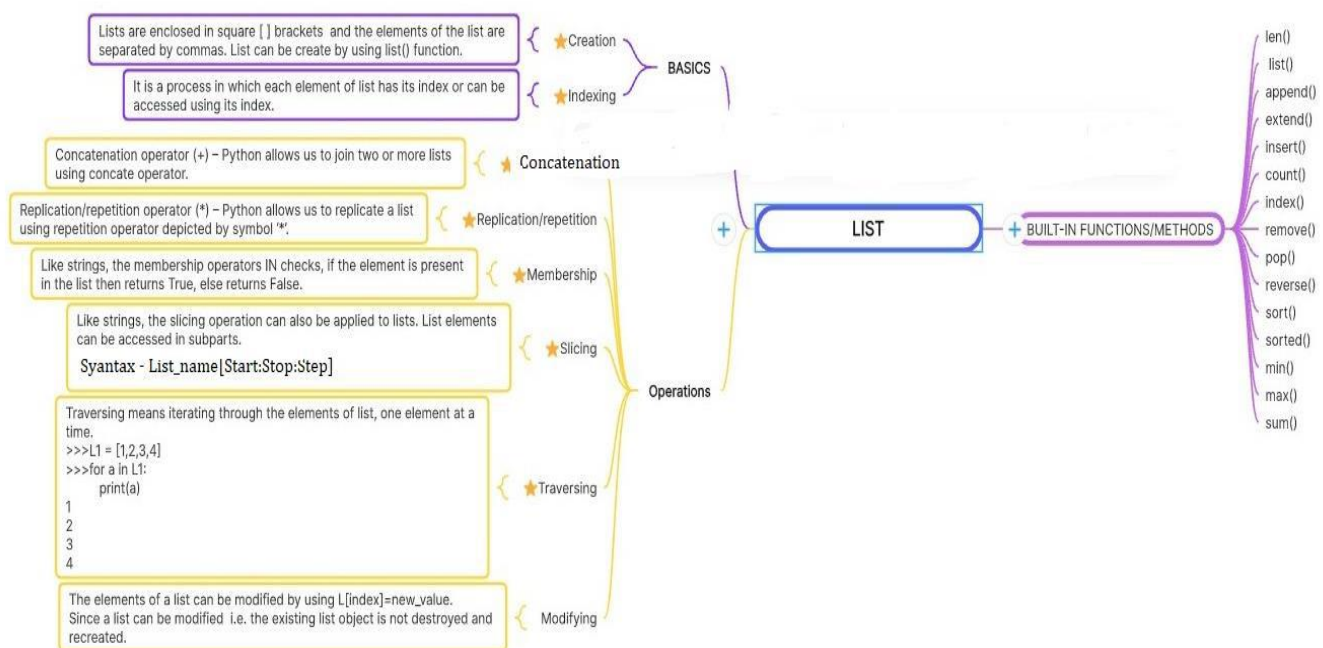 Lists are enclosed in square [ ] brackets and the elements of the list are
separated by commas. List can be create by using list() function.
Creation
BASICS
It is a process in which each element of list has its index or can be
accessed using its index.
Indexing
Concatenation operator (+) – Python allows us to join two or more lists
using concate operator.
Concatenation
Replication/repetition operator (*) – Python allows us to replicate a list
using repetition operator depicted by symbol '*'.
Replication/repetition
Like strings, the membership operators IN checks, if the element is present
in the list then returns True, else returns False.
Membership
Like strings, the slicing operation can also be applied to lists. List elements
can be accessed in subparts.
Syantax - List_name[Start:Stop:Step]
Slicing
Operations
Traversing means iterating through the elements of list, one element at a
time.
>>>L1 = [1,2,3,4]
>>>for a in L1:
print(a)
1
2
3
4
Traversing
The elements of a list can be modified by using L[index]=new_value.
Since a list can be modified i.e. the existing list object is not destroyed and
recreated.
Modifying
LIST
BUILT-IN FUNCTIONS/METHODS
len()
list()
append()
extend()
insert()
count()
index()
remove()
pop()
reverse()
sort()
sorted()
min()
max()
sum()